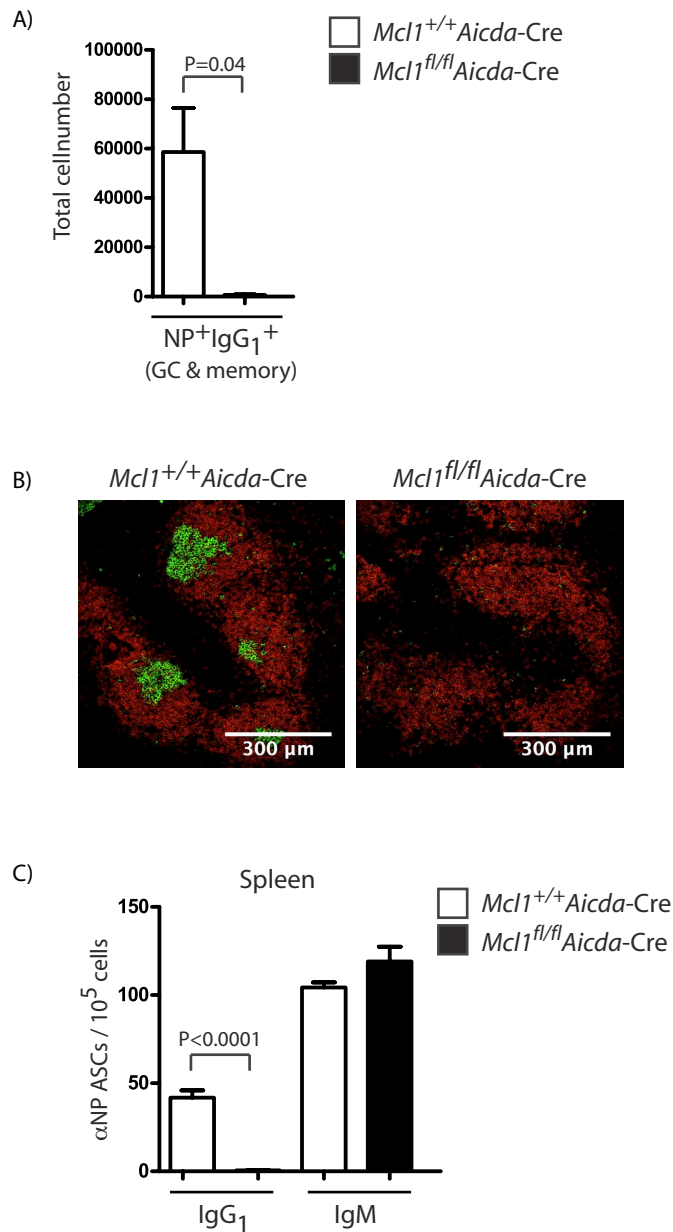 A)
Mcl1+/+Aicda-Cre
Mcl1fl/flAicda-Cre
P=0.04
100000
80000
60000
40000
20000
0
Total cellnumber
NP+IgG1+
(GC & memory)
B)
Mcl1+/+Aicda-Cre
Mcl1fl/flAicda-Cre
300 µm
300 µm
C)
Spleen
Mcl1+/+Aicda-Cre
Mcl1fl/flAicda-Cre
150
100
50
0
αNP ASCs / 10^5 cells
P<0.0001
IgG1
IgM